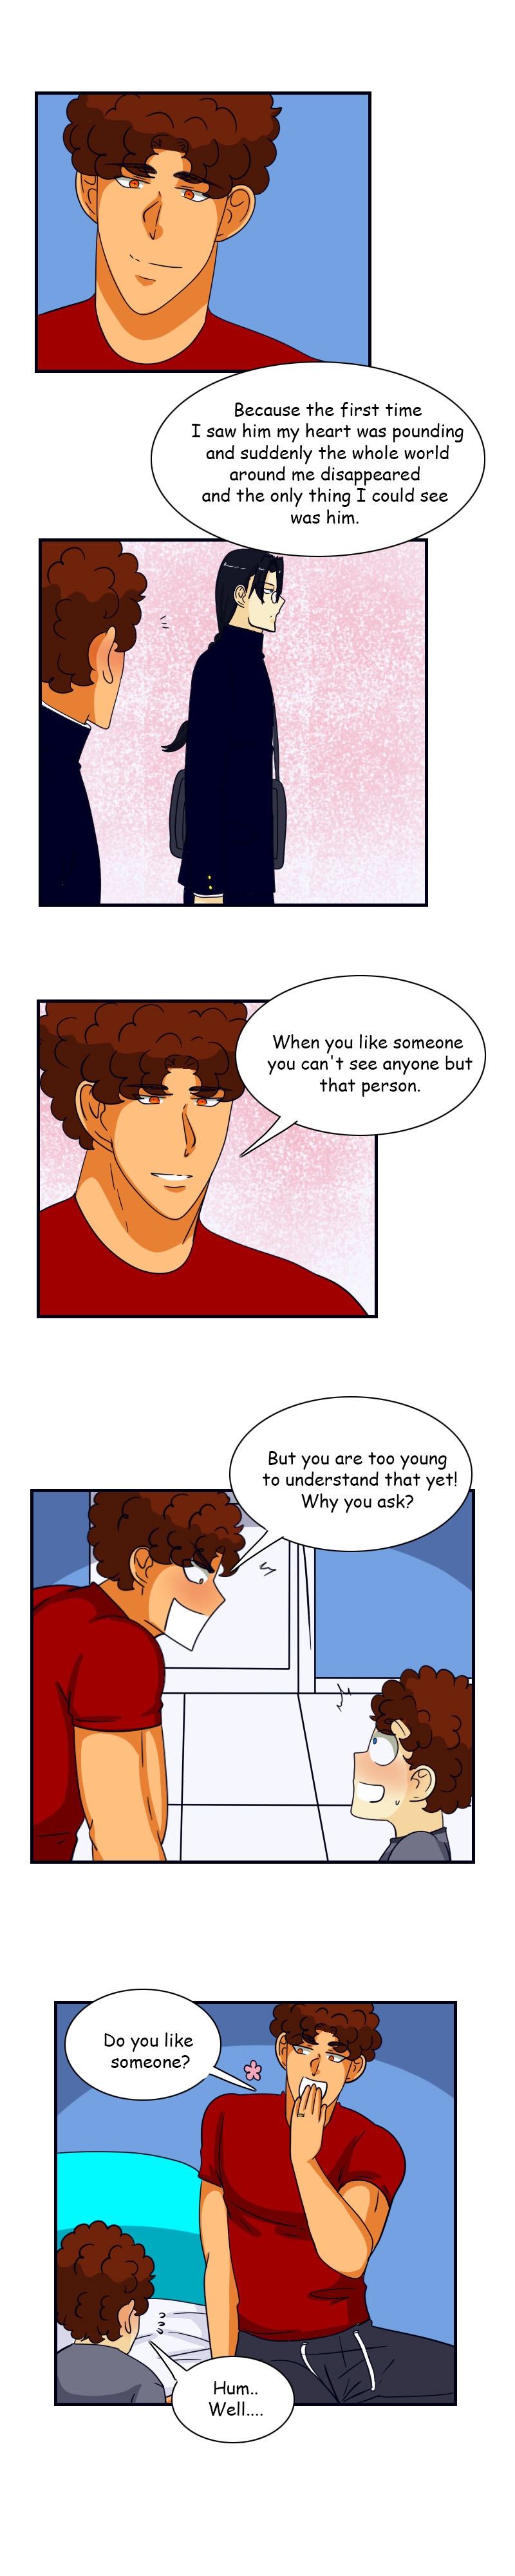 Because the first time
I saw him my heart was pounding
and suddenly the whole world
around me disappeared
and the only thing I could see
was him.
When you like someone
you can't see anyone but
that person.
But you are too young
to understand that yet!
Why you ask?
Do you like
someone?
Hum..
Well....